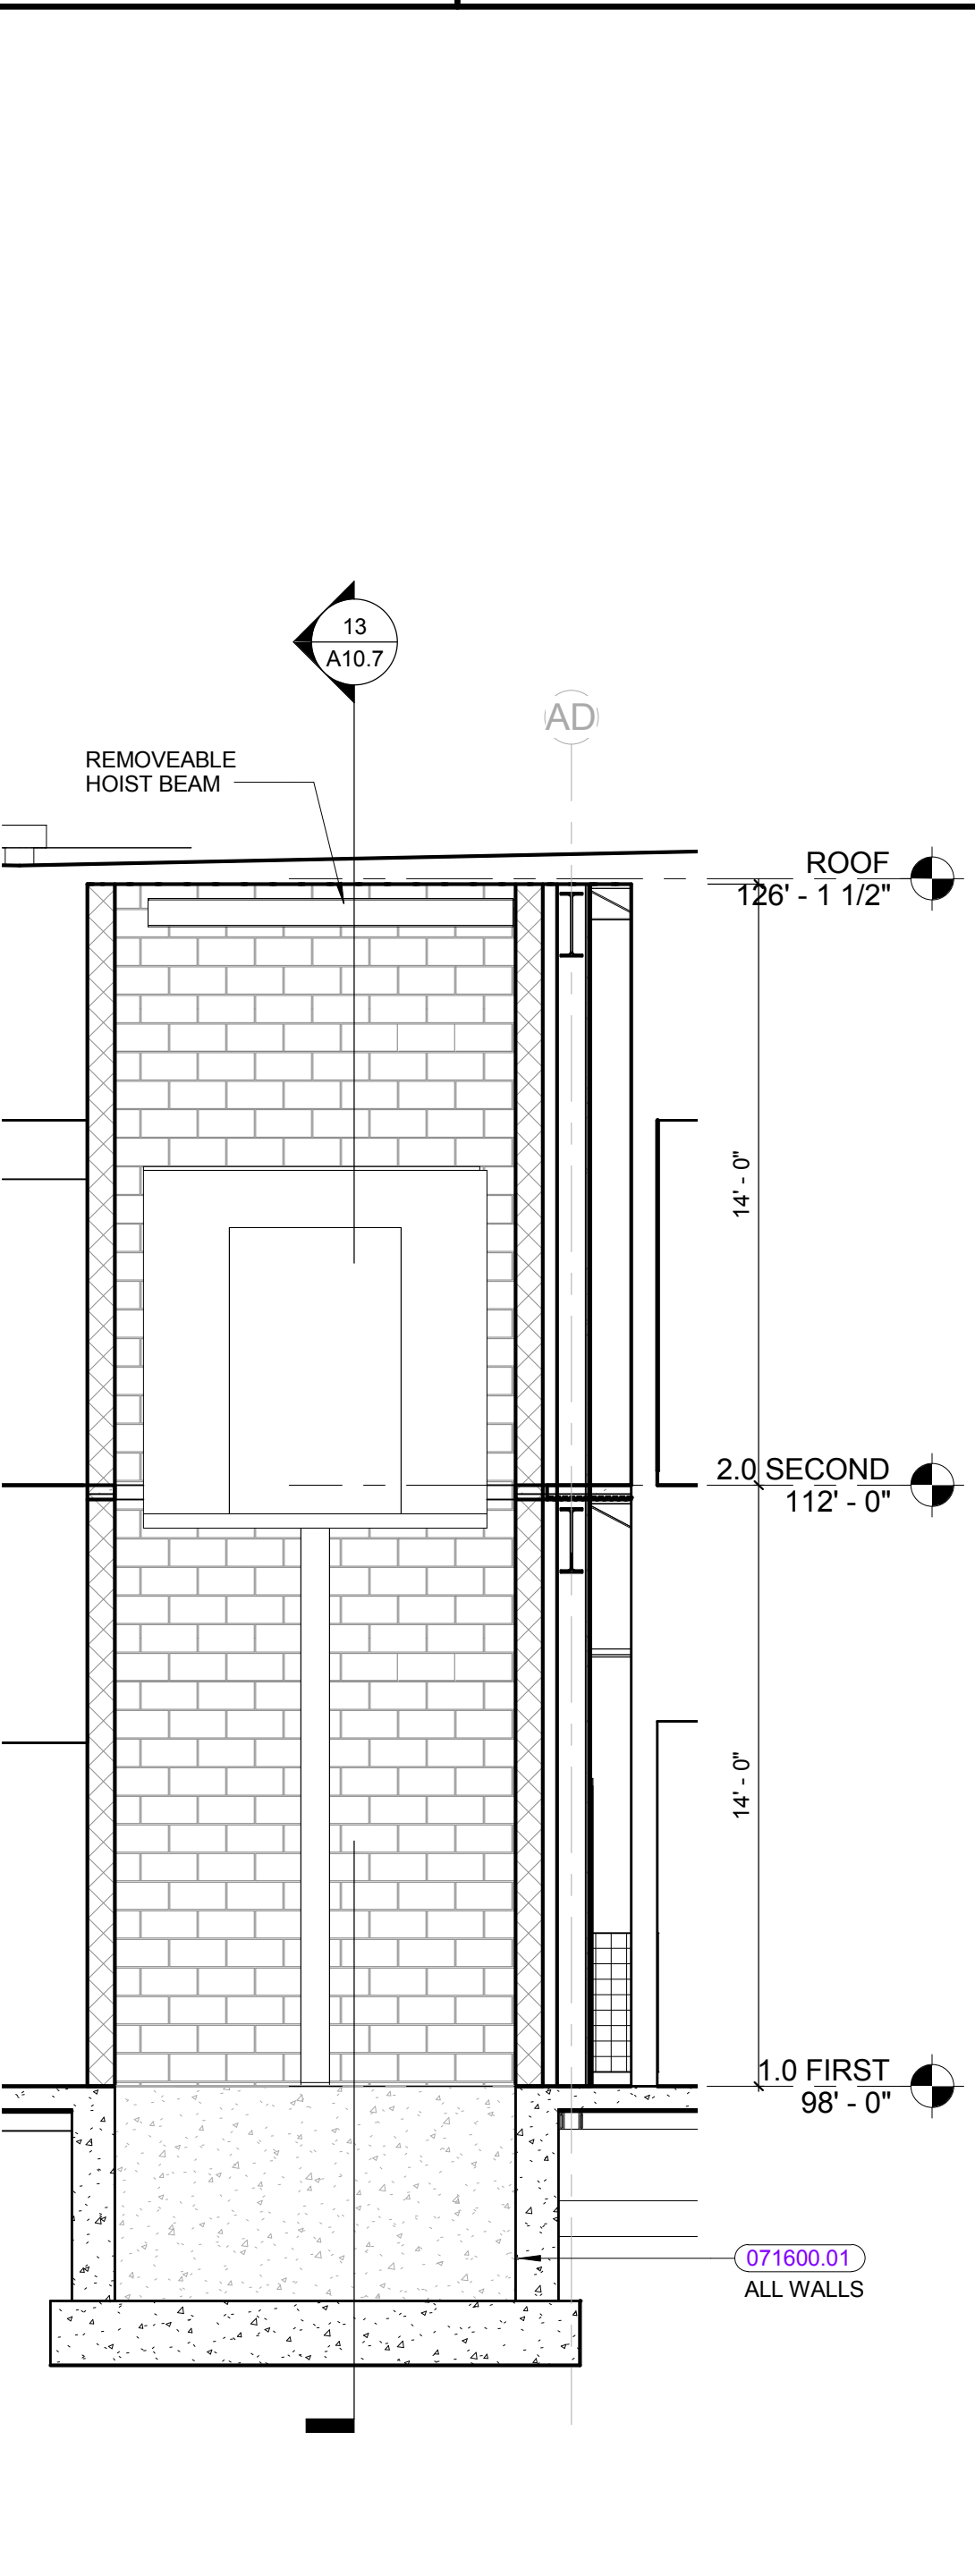 13
A10.7
AD
REMOVEABLE
HOIST BEAM
ROOF
126' - 1 1/2"
14' - 0"
2.0 SECOND
112' - 0"
14' - 0"
1.0 FIRST
98' - 0"
071600.01
ALL WALLS